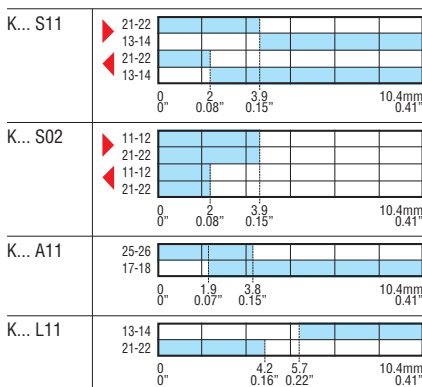 K... S11
21-22
13-14
21-22
13-14
0 2 3.9 10.4mm
0" 0.08" 0.15" 0.41"
K... S02
11-12
21-22
11-12
21-22
0 2 3.9 10.4mm
0" 0.08" 0.15" 0.41"
K... A11
25-26
17-18
0 1.9 3.8 10.4mm
0" 0.07" 0.15" 0.41"
K... L11
13-14
21-22
0 4.2 5.7 10.4mm
0" 0.16" 0.22" 0.41"